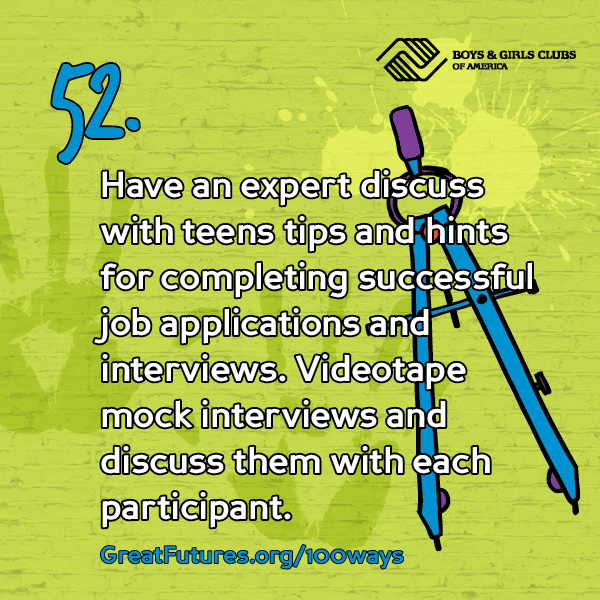 BOYS & GIRLS CLUBS
OF AMERICA
52.
Have an expert discuss
with teens tips and hints
for completing successful
job applications and
interviews. Videotape
mock interviews and
discuss them with each
participant.
GreatFutures.org/100ways